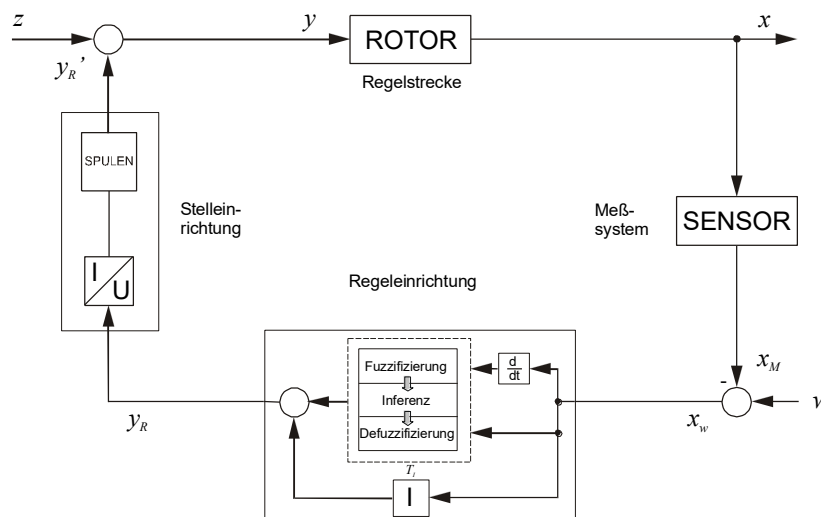 z
y
ROTOR
x
y_R'
Regelstrecke
SPULEN
Stellein-
richtung
Meß-
system
SENSOR
I
U
Regeleinrichtung
Fuzzifizierung
d
dt
Inferenz
Defuzzifizierung
x_M
-
y_R
x_w
T_i
I